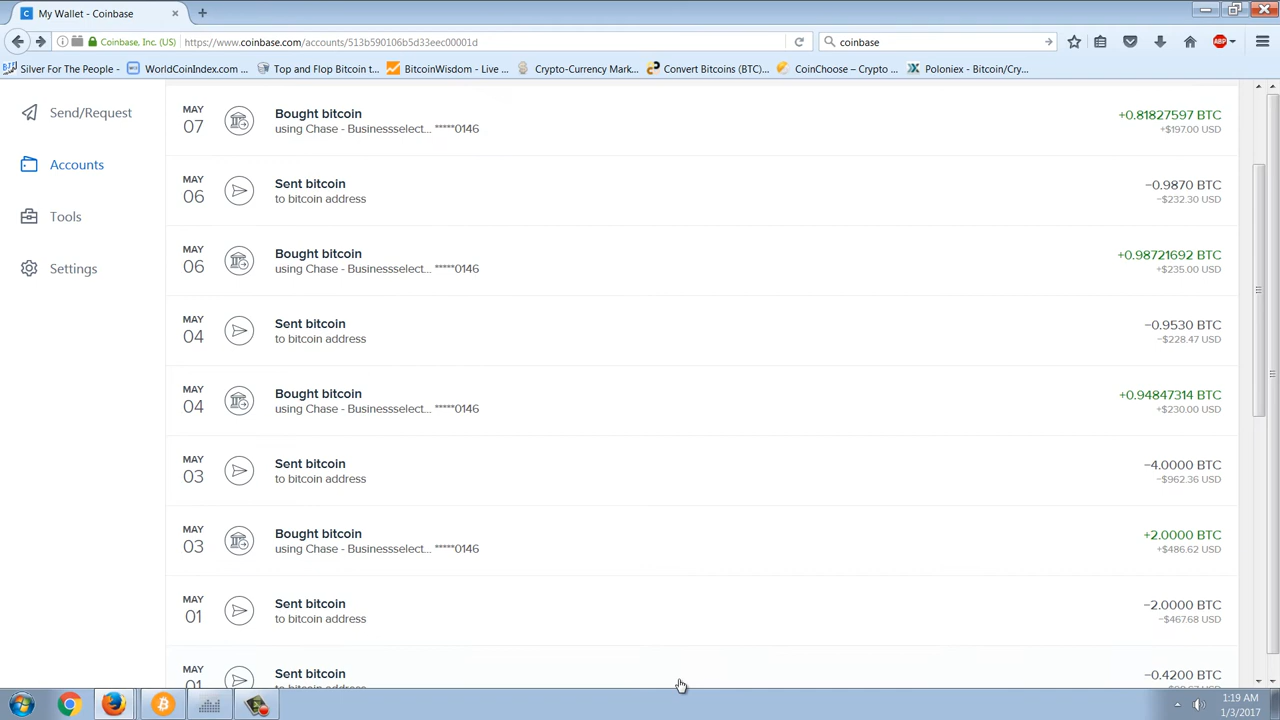 My Wallet - Coinbase
Coinbase, Inc. (US)
https://www.coinbase.com/accounts/513b590106b5d33eec00001d
coinbase
ABP
Silver For The People -
WorldCoinIndex.com ...
Top and Flop Bitcoin t...
BitcoinWisdom - Live ...
Crypto-Currency Mark...
Convert Bitcoins (BTC)...
CoinChoose – Crypto ...
Poloniex - Bitcoin/Cry...
Send/Request
Accounts
Tools
Settings
MAY
07
Bought bitcoin
using Chase - Businessselect... *****0146
+0.81827597 BTC
+$197.00 USD
MAY
06
Sent bitcoin
to bitcoin address
−0.9870 BTC
−$232.30 USD
MAY
06
Bought bitcoin
using Chase - Businessselect... *****0146
+0.98721692 BTC
+$235.00 USD
MAY
04
Sent bitcoin
to bitcoin address
−0.9530 BTC
−$228.47 USD
MAY
04
Bought bitcoin
using Chase - Businessselect... *****0146
+0.94847314 BTC
+$230.00 USD
MAY
03
Sent bitcoin
to bitcoin address
−4.0000 BTC
−$962.36 USD
MAY
03
Bought bitcoin
using Chase - Businessselect... *****0146
+2.0000 BTC
+$486.62 USD
MAY
01
Sent bitcoin
to bitcoin address
−2.0000 BTC
−$467.68 USD
MAY
01
Sent bitcoin
to bitcoin address
−0.4200 BTC
1:19 AM
1/3/2017